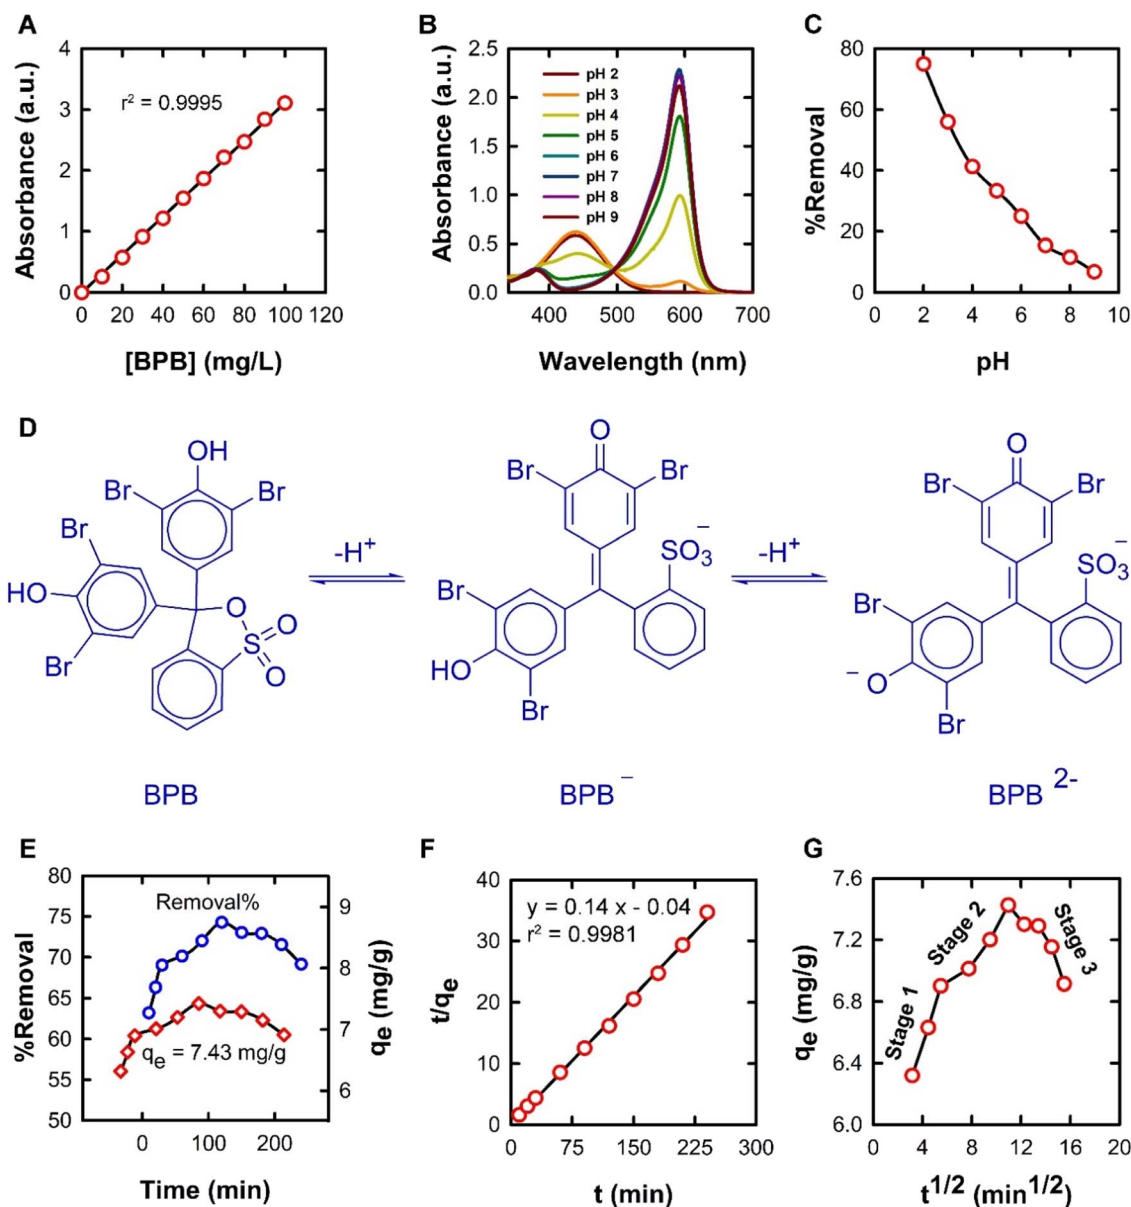 A
Absorbance (a.u.)
4
3
2
1
0
r² = 0.9995
0 20 40 60 80 100 120
[BPB] (mg/L)
B
Absorbance (a.u.)
2.5
2.0
1.5
1.0
0.5
0.0
pH 2
pH 3
pH 4
pH 5
pH 6
pH 7
pH 8
pH 9
400 500 600 700
Wavelength (nm)
C
%Removal
80
60
40
20
0
0 2 4 6 8 10
pH
D
OH
Br
Br
Br
HO
Br
O
S
O
O
BPB
-H⁺
O
Br
Br
SO₃⁻
Br
HO
Br
BPB⁻
-H⁺
O
Br
Br
SO₃⁻
Br
⁻O
Br
BPB²⁻
E
%Removal
80
75
70
65
60
55
50
Removal%
qₑ = 7.43 mg/g
9
8
7
6
qₑ (mg/g)
0 100 200
Time (min)
F
t/qₑ
40
30
20
10
0
y = 0.14 x - 0.04
r² = 0.9981
0 75 150 225 300
t (min)
G
qₑ (mg/g)
7.6
7.2
6.8
6.4
6.0
Stage 1
Stage 2
Stage 3
0 4 8 12 16 20
t¹ᐟ² (min¹ᐟ²)